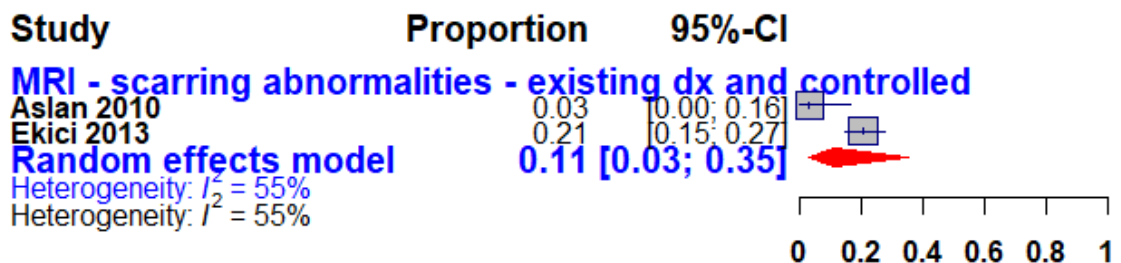 Study Proportion 95%-CI
MRI - scarring abnormalities - existing dx and controlled
Aslan 2010 0.03 [0.00; 0.16]
Ekici 2013 0.21 [0.15; 0.27]
Random effects model 0.11 [0.03; 0.35]
Heterogeneity: I² = 55%
Heterogeneity: I² = 55%
0 0.2 0.4 0.6 0.8 1